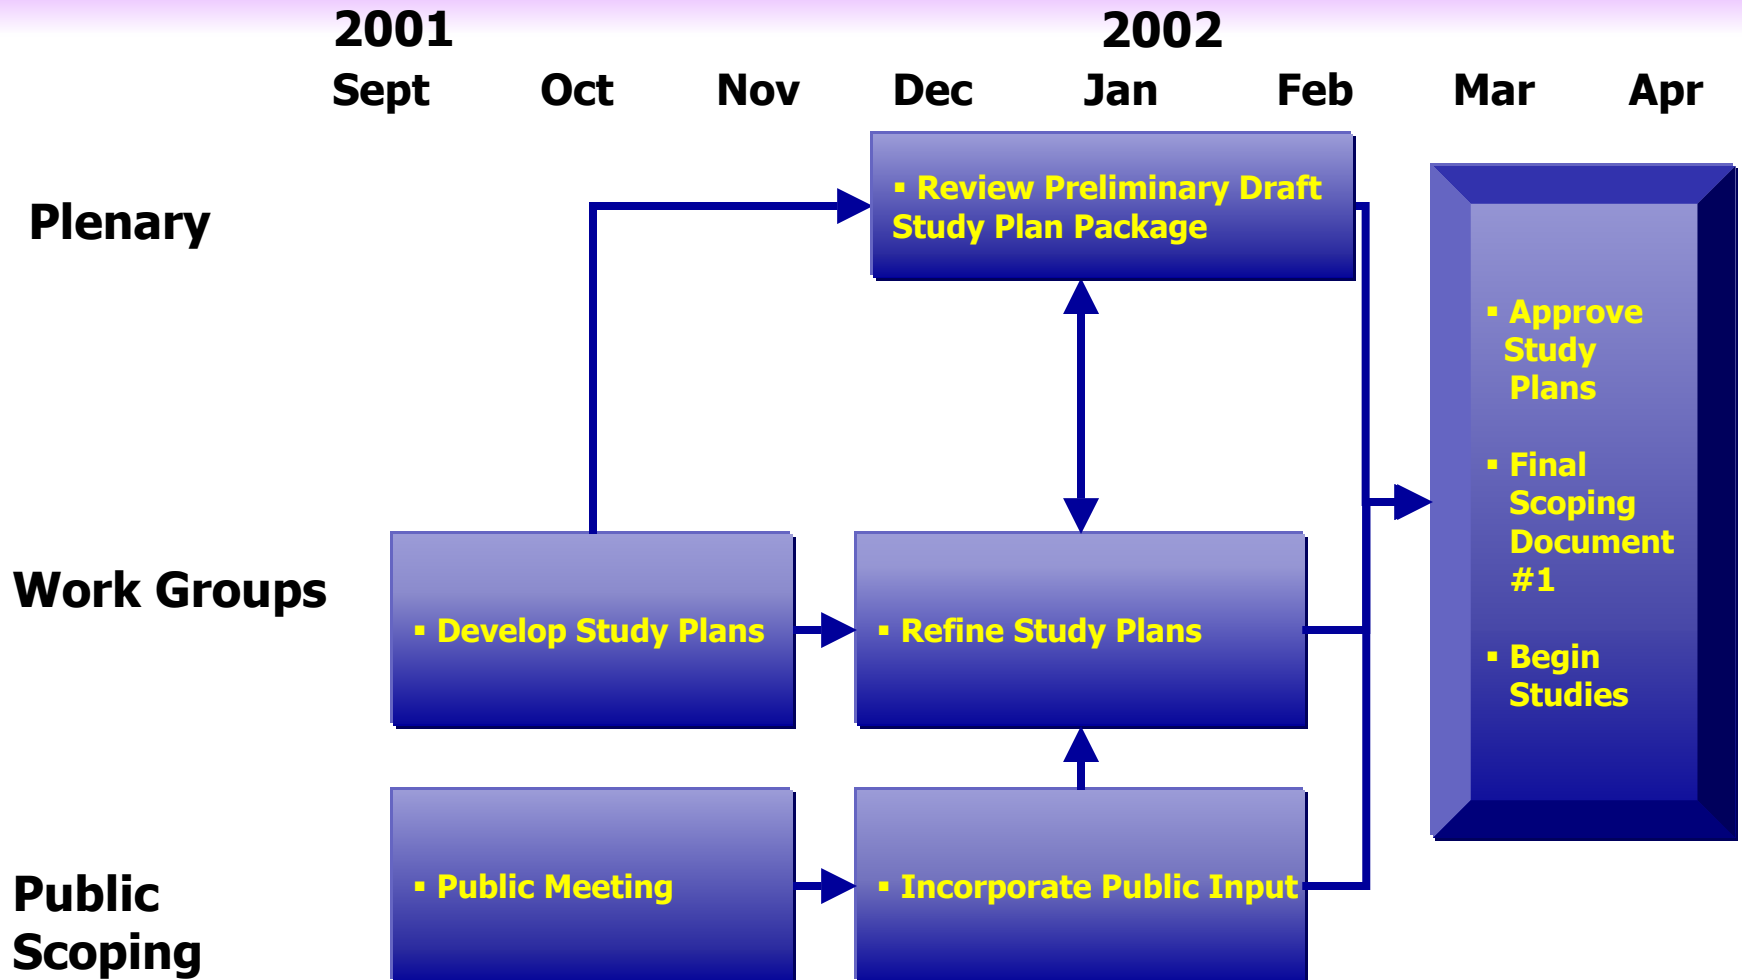 2001 2002
Sept Oct Nov Dec Jan Feb Mar Apr
Plenary
▪ Review Preliminary Draft
Study Plan Package
▪ Approve
Study
Plans
▪ Final
Scoping
Document
#1
▪ Begin
Studies
Work Groups
▪ Develop Study Plans
▪ Refine Study Plans
Public
Scoping
▪ Public Meeting
▪ Incorporate Public Input